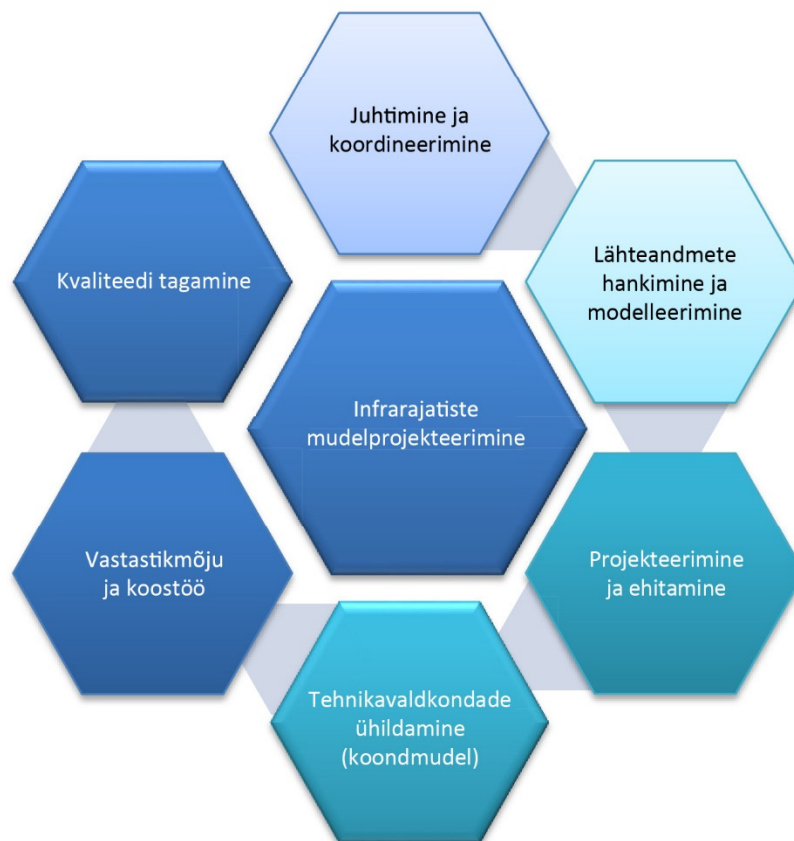 Juhtimine ja
koordineerimine
Lähteandmete
hankimine ja
modelleerimine
Kvaliteedi tagamine
Infrarajatiste
mudelprojekteerimine
Projekteerimine
ja ehitamine
Vastastikmõju
ja koostöö
Tehnikavaldkondade
ühildamine
(koondmudel)